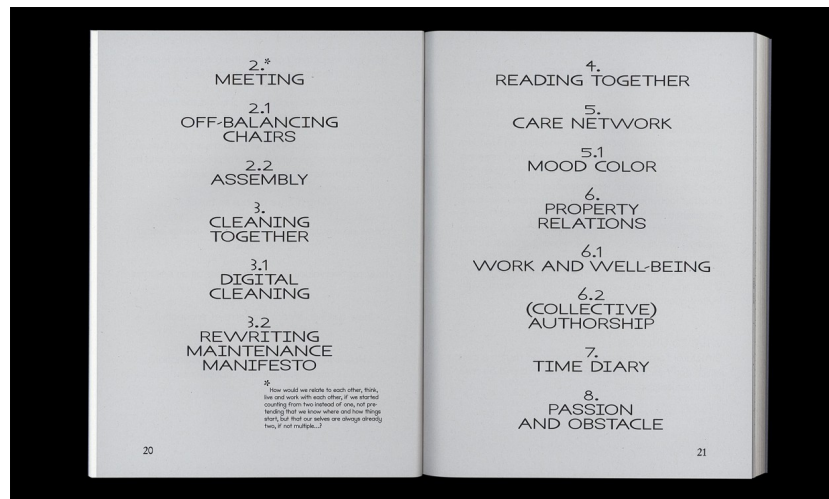 2.*
MEETING
2.1
OFF-BALANCING
CHAIRS
2.2
ASSEMBLY
3.
CLEANING
TOGETHER
3.1
DIGITAL
CLEANING
3.2
REWRITING
MAINTENANCE
MANIFESTO
*
How would we relate to each other, think,
live and work with each other, if we started
counting from two instead of one, not pre-
tending that we know where and how things
start, but that our selves are always already
two, if not multiple...?
20
4.
READING TOGETHER
5.
CARE NETWORK
5.1
MOOD COLOR
6.
PROPERTY
RELATIONS
6.1
WORK AND WELL-BEING
6.2
(COLLECTIVE)
AUTHORSHIP
7.
TIME DIARY
8.
PASSION
AND OBSTACLE
21